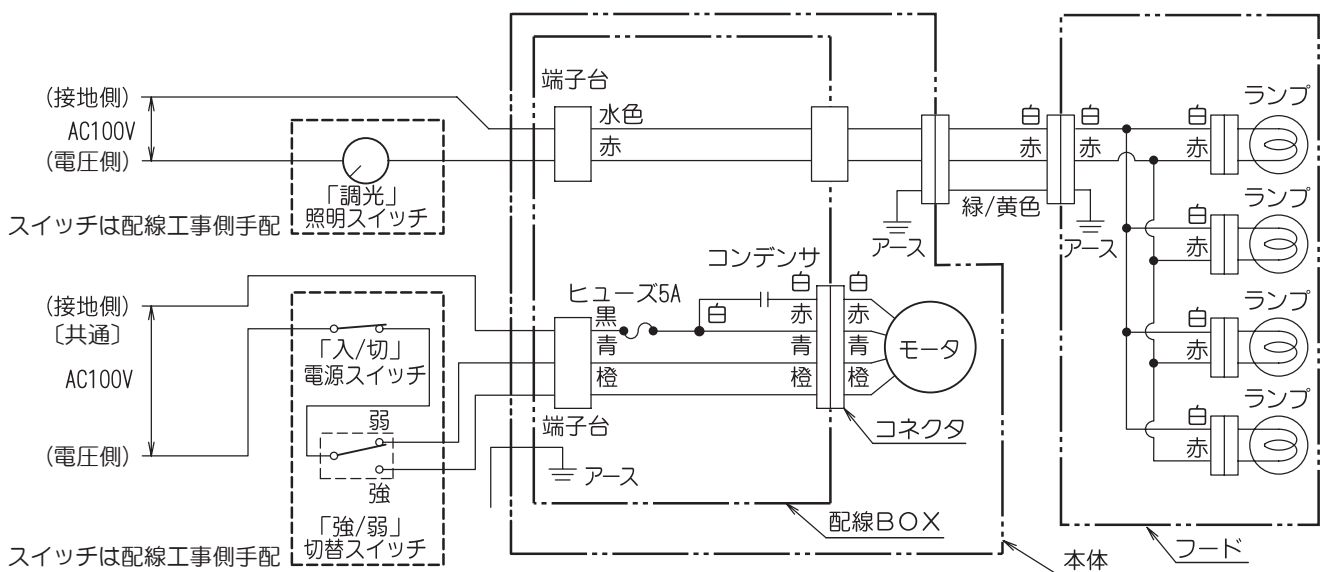 (接地側)
AC100V
(電圧側)
「調光」
照明スイッチ
スイッチは配線工事側手配
端子台
水色
赤
白
赤
白
赤
緑/黄色
アース
アース
白
赤
ランプ
白
赤
ランプ
白
赤
ランプ
白
赤
ランプ
(接地側)
〔共通〕
AC100V
(電圧側)
「入/切」
電源スイッチ
弱
強
「強/弱」
切替スイッチ
スイッチは配線工事側手配
コンデンサ
ヒューズ5A
黒
青
橙
白
白
赤
青
橙
白
赤
青
橙
モータ
端子台
アース
コネクタ
配線BOX
本体
フード